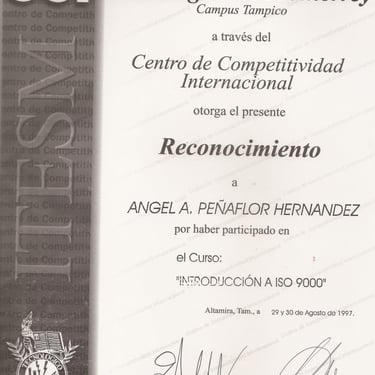 Campus Tampico
a través del
Centro de Competitividad
Internacional
otorga el presente
Reconocimiento
a
ANGEL A. PEÑAFLOR HERNANDEZ
por haber participado en
el Curso:
"INTRODUCCIÓN A ISO 9000"
Altamira, Tam., a 29 y 30 de Agosto de 1997.
ITESM